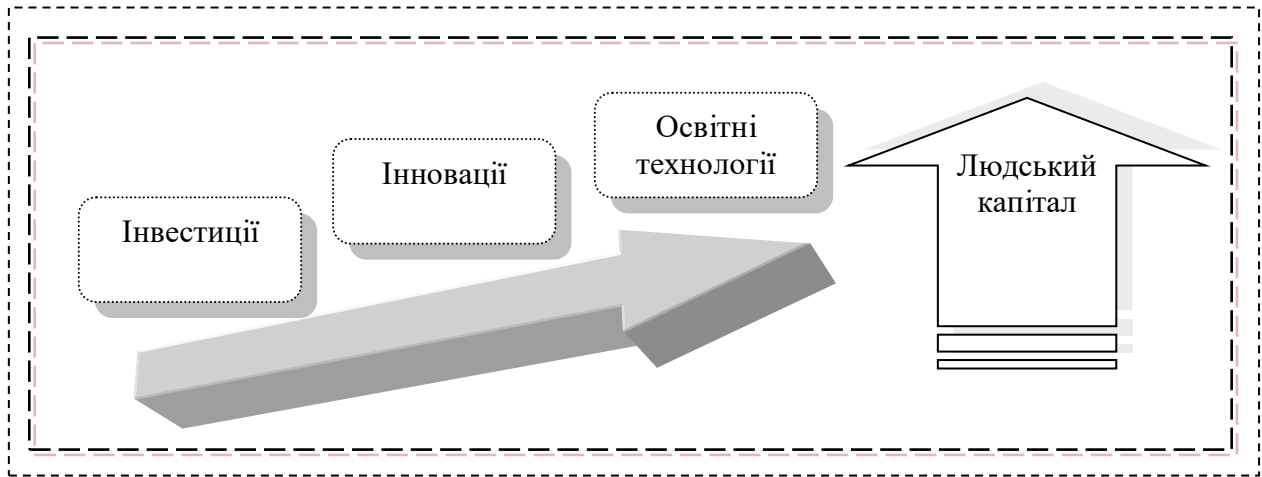 Інвестиції
Інновації
Освітні
технології
Людський
капітал